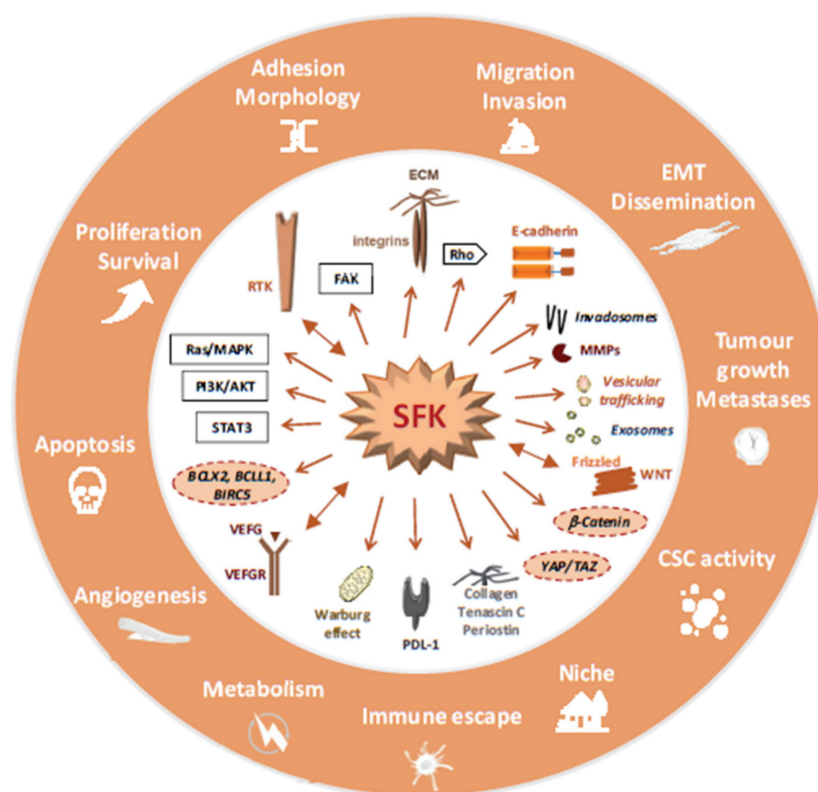 Adhesion
Morphology
Migration
Invasion
EMT
Dissemination
Proliferation
Survival
Tumour
growth
Metastases
Apoptosis
CSC activity
Angiogenesis
Metabolism
Immune escape
Niche
ECM
integrins
Rho
E-cadherin
RTK
FAK
Invadosomes
MMPs
Ras/MAPK
PI3K/AKT
STAT3
Vesicular
trafficking
Exosomes
SFK
Frizzled
WNT
BCLX2, BCLL1,
BIRC5
β-Catenin
VEFG
VEFGR
YAP/TAZ
Warburg
effect
PDL-1
Collagen
Tenascin C
Periostin